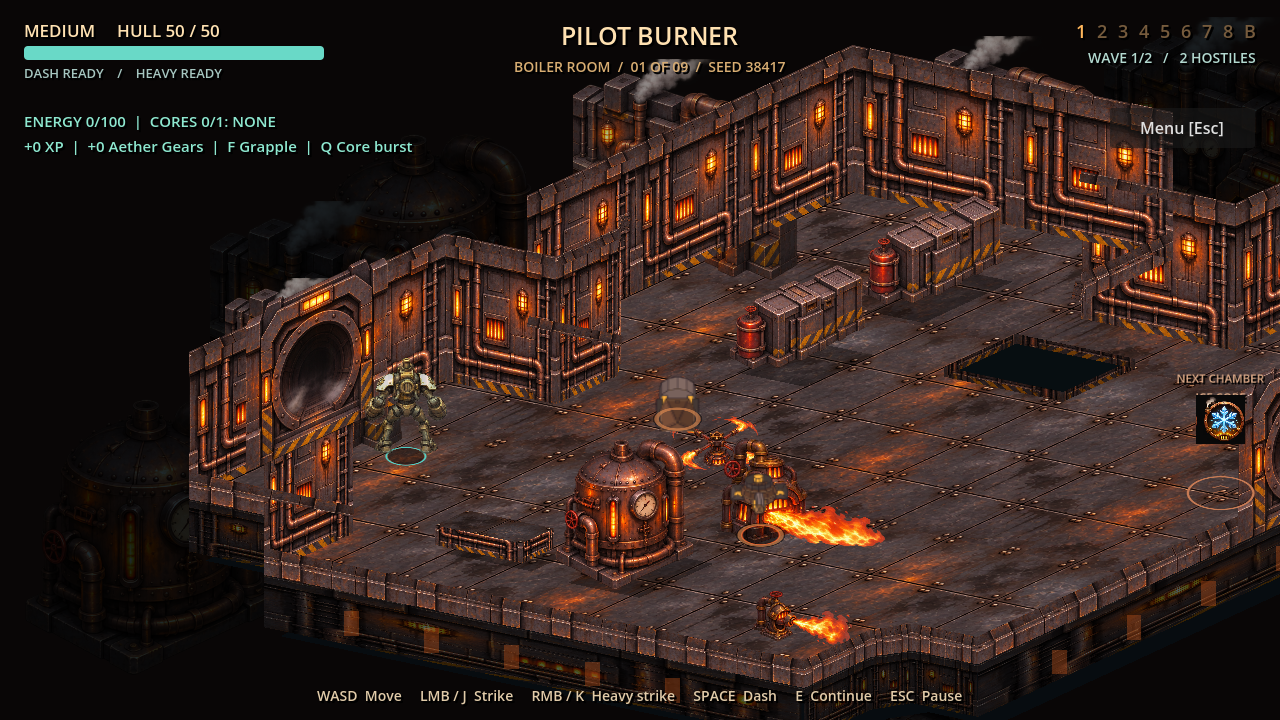 MEDIUM HULL 50 / 50
DASH READY / HEAVY READY
ENERGY 0/100 | CORES 0/1: NONE
+0 XP | +0 Aether Gears | F Grapple | Q Core burst
PILOT BURNER
BOILER ROOM / 01 OF 09 / SEED 38417
1 2 3 4 5 6 7 8 B
WAVE 1/2 / 2 HOSTILES
Menu [Esc]
NEXT CHAMBER
WASD Move LMB / J Strike RMB / K Heavy strike SPACE Dash E Continue ESC Pause